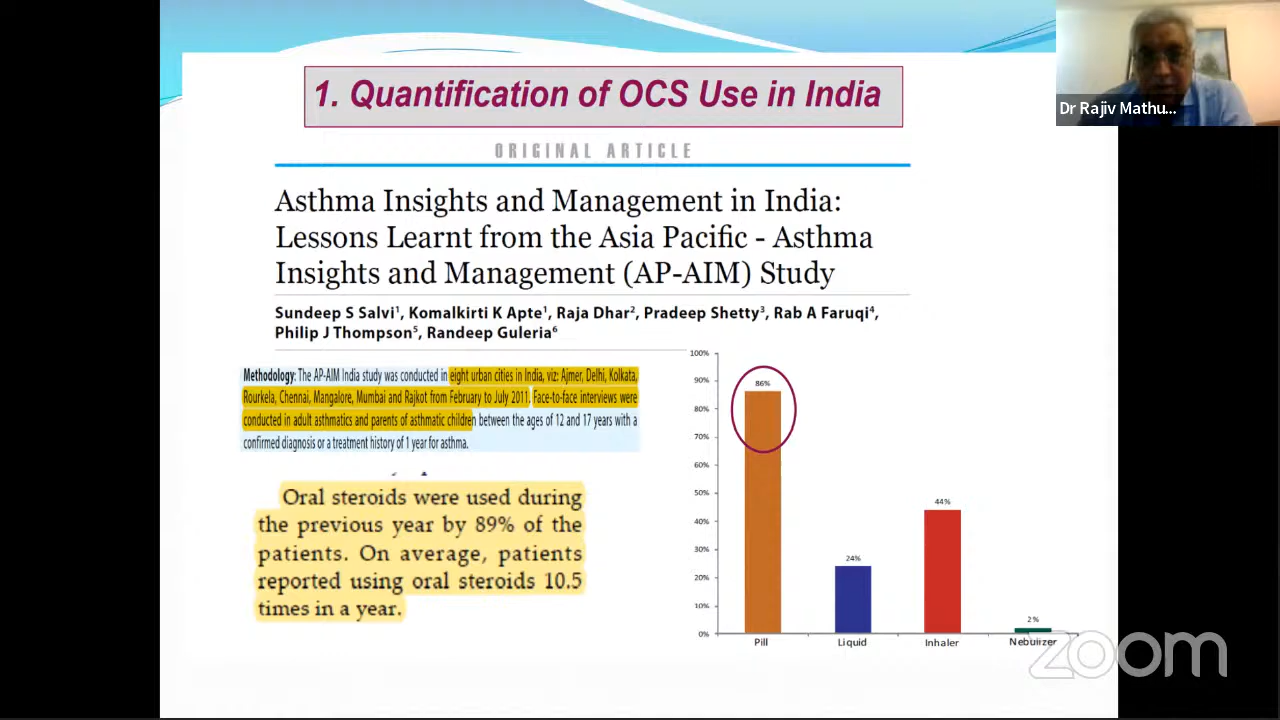 Dr Rajiv Mathu...
1. Quantification of OCS Use in India
ORIGINAL ARTICLE
Asthma Insights and Management in India:
Lessons Learnt from the Asia Pacific - Asthma
Insights and Management (AP-AIM) Study
Sundeep S Salvi1, Komalkirti K Apte1, Raja Dhar2, Pradeep Shetty3, Rab A Faruqi4,
Philip J Thompson5, Randeep Guleria6
Methodology: The AP-AIM India study was conducted in eight urban cities in India, viz: Ajmer, Delhi, Kolkata,
Rourkela, Chennai, Mangalore, Mumbai and Rajkot from February to July 2011. Face-to-face interviews were
conducted in adult asthmatics and parents of asthmatic children between the ages of 12 and 17 years with a
confirmed diagnosis or a treatment history of 1 year for asthma.
Oral steroids were used during
the previous year by 89% of the
patients. On average, patients
reported using oral steroids 10.5
times in a year.
100%
90%
80%
70%
60%
50%
40%
30%
20%
10%
0%
86%
24%
44%
2%
Pill Liquid Inhaler Nebulizer
zoom